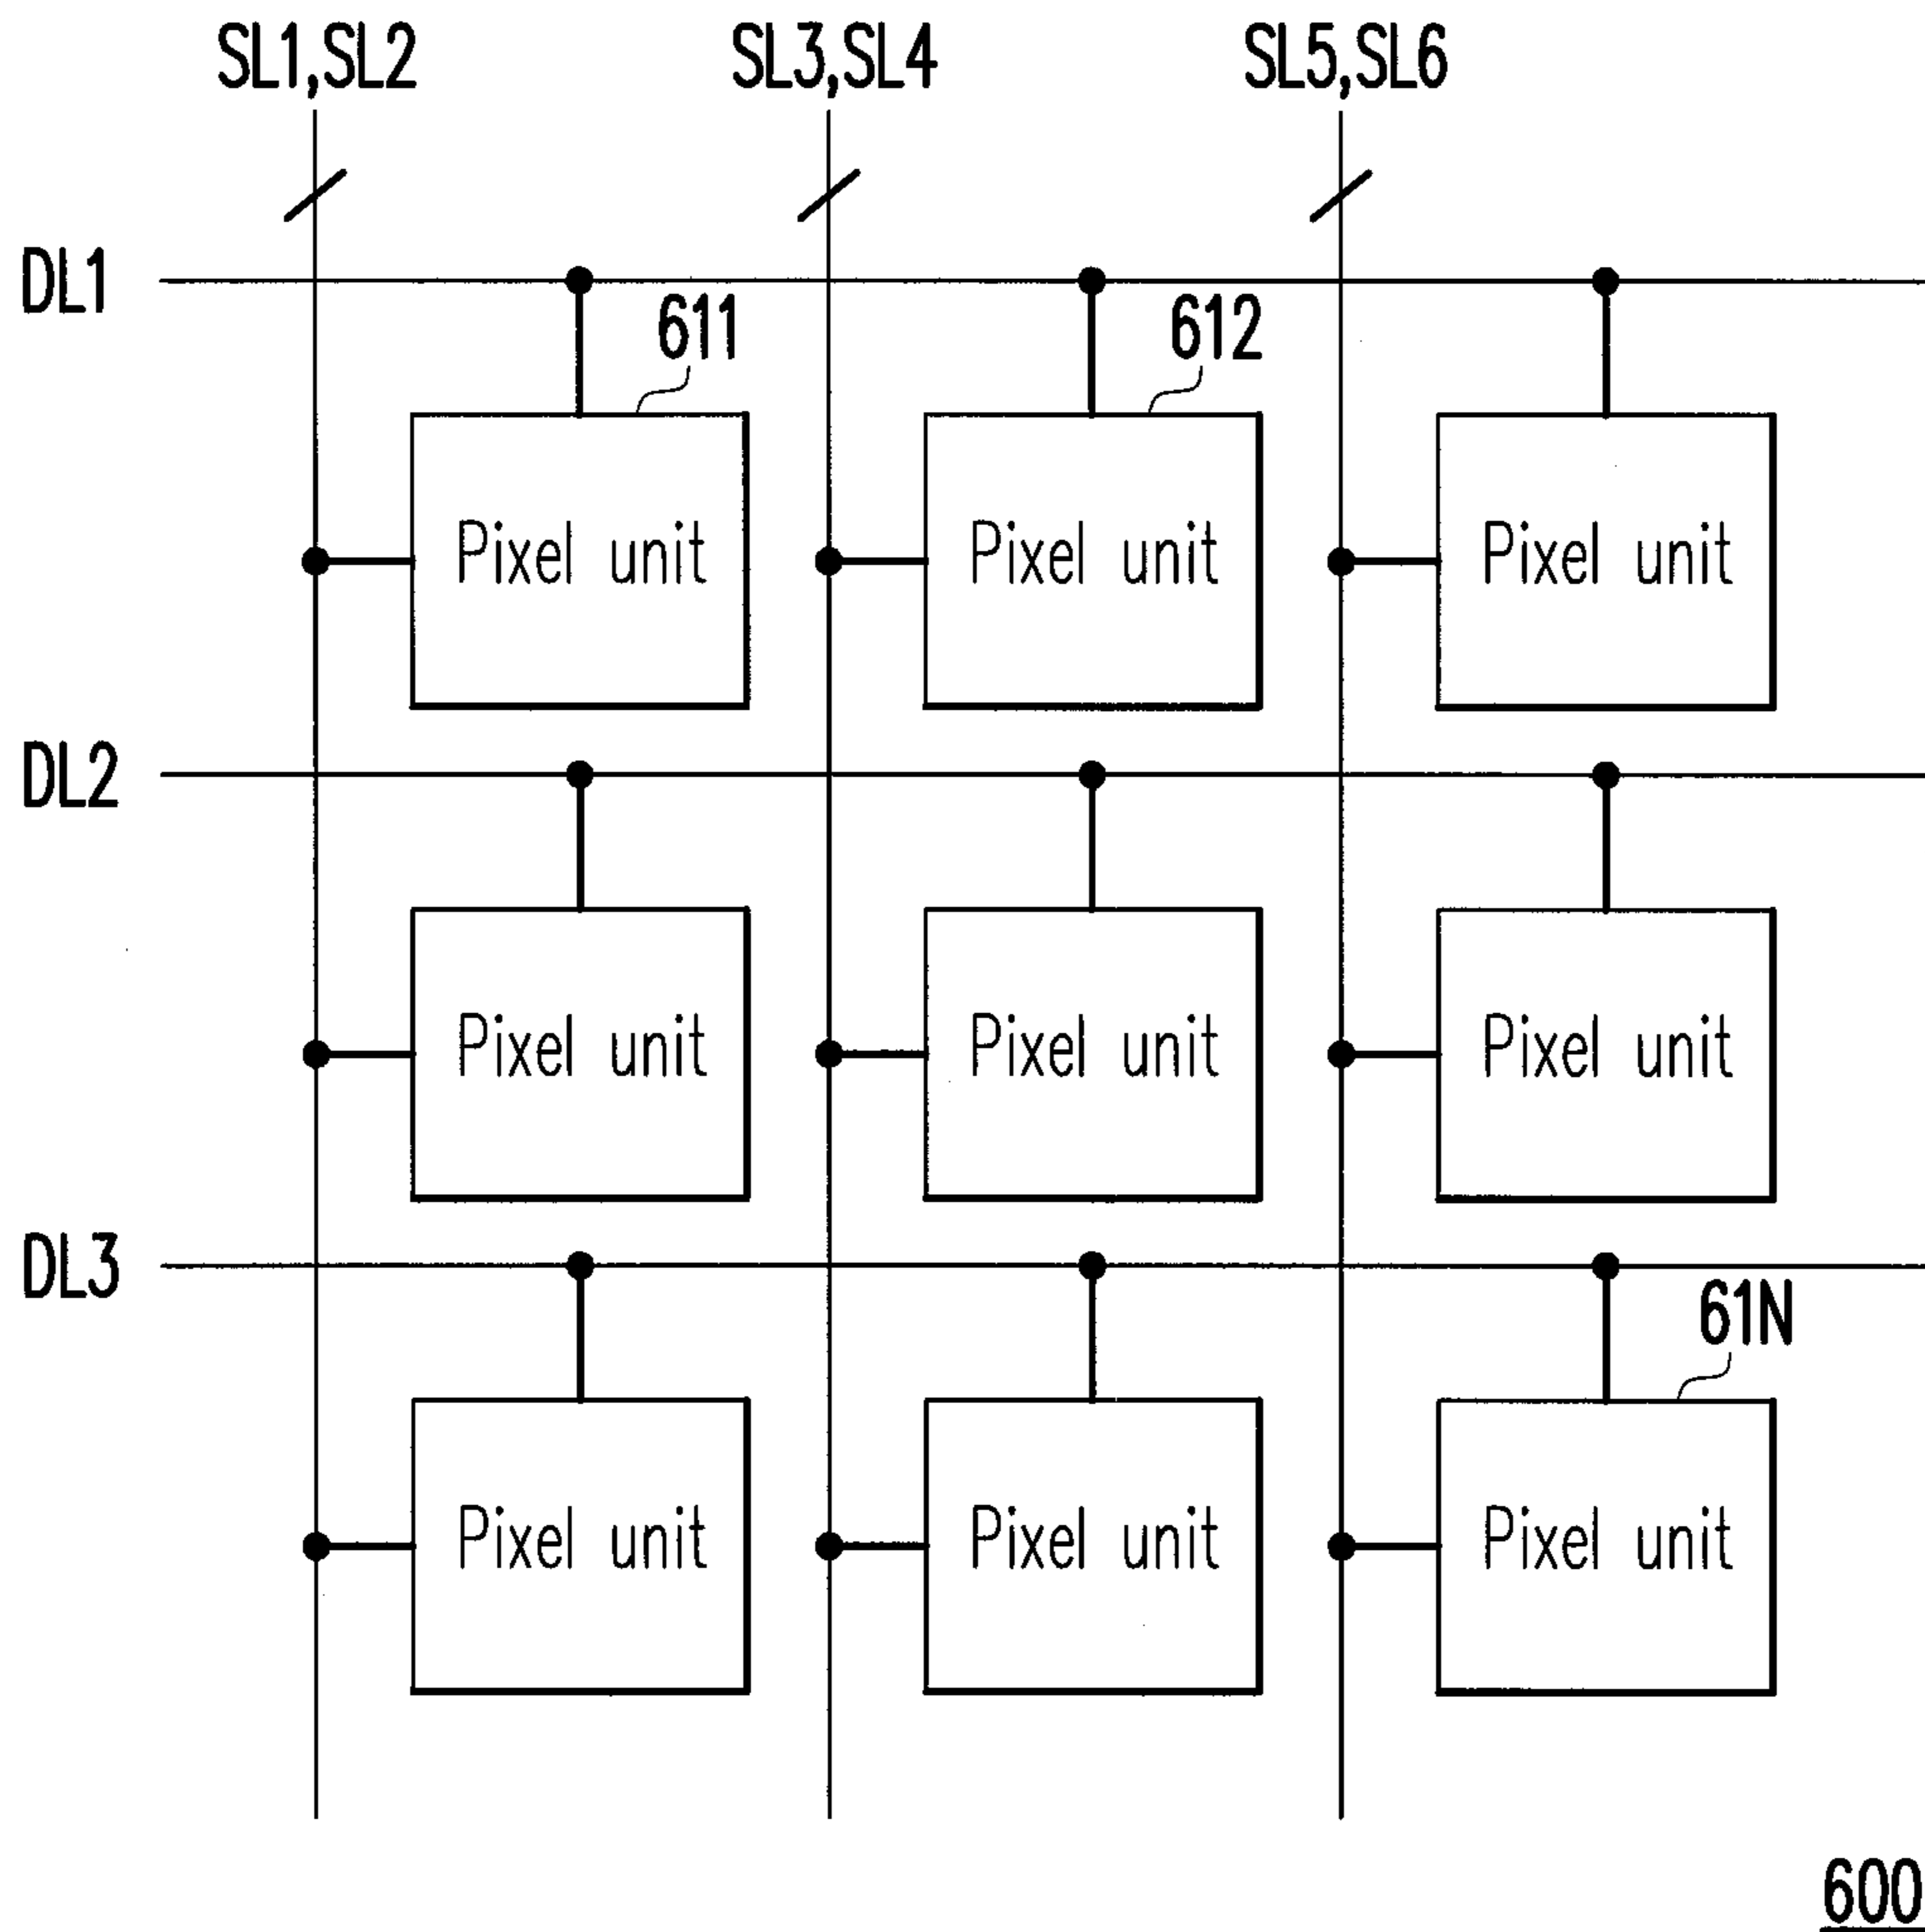 SL1,SL2
SL3,SL4
SL5,SL6
DL1
611
612
Pixel unit
Pixel unit
Pixel unit
DL2
Pixel unit
Pixel unit
Pixel unit
DL3
61N
Pixel unit
Pixel unit
Pixel unit
600